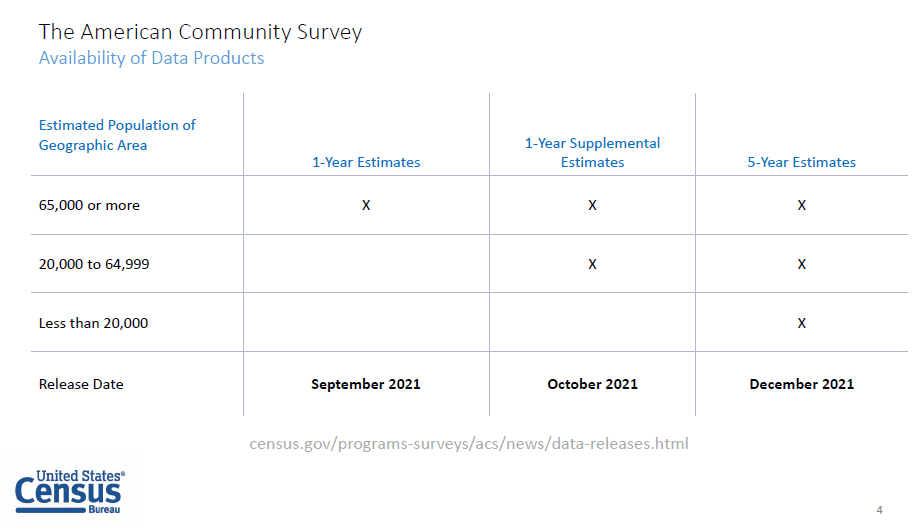 The American Community Survey
Availability of Data Products
Estimated Population of
Geographic Area
1-Year Estimates
1-Year Supplemental
Estimates
5-Year Estimates
65,000 or more X X X
20,000 to 64,999 X X
Less than 20,000 X
Release Date September 2021 October 2021 December 2021
census.gov/programs-surveys/acs/news/data-releases.html
United States®
Census
Bureau
4